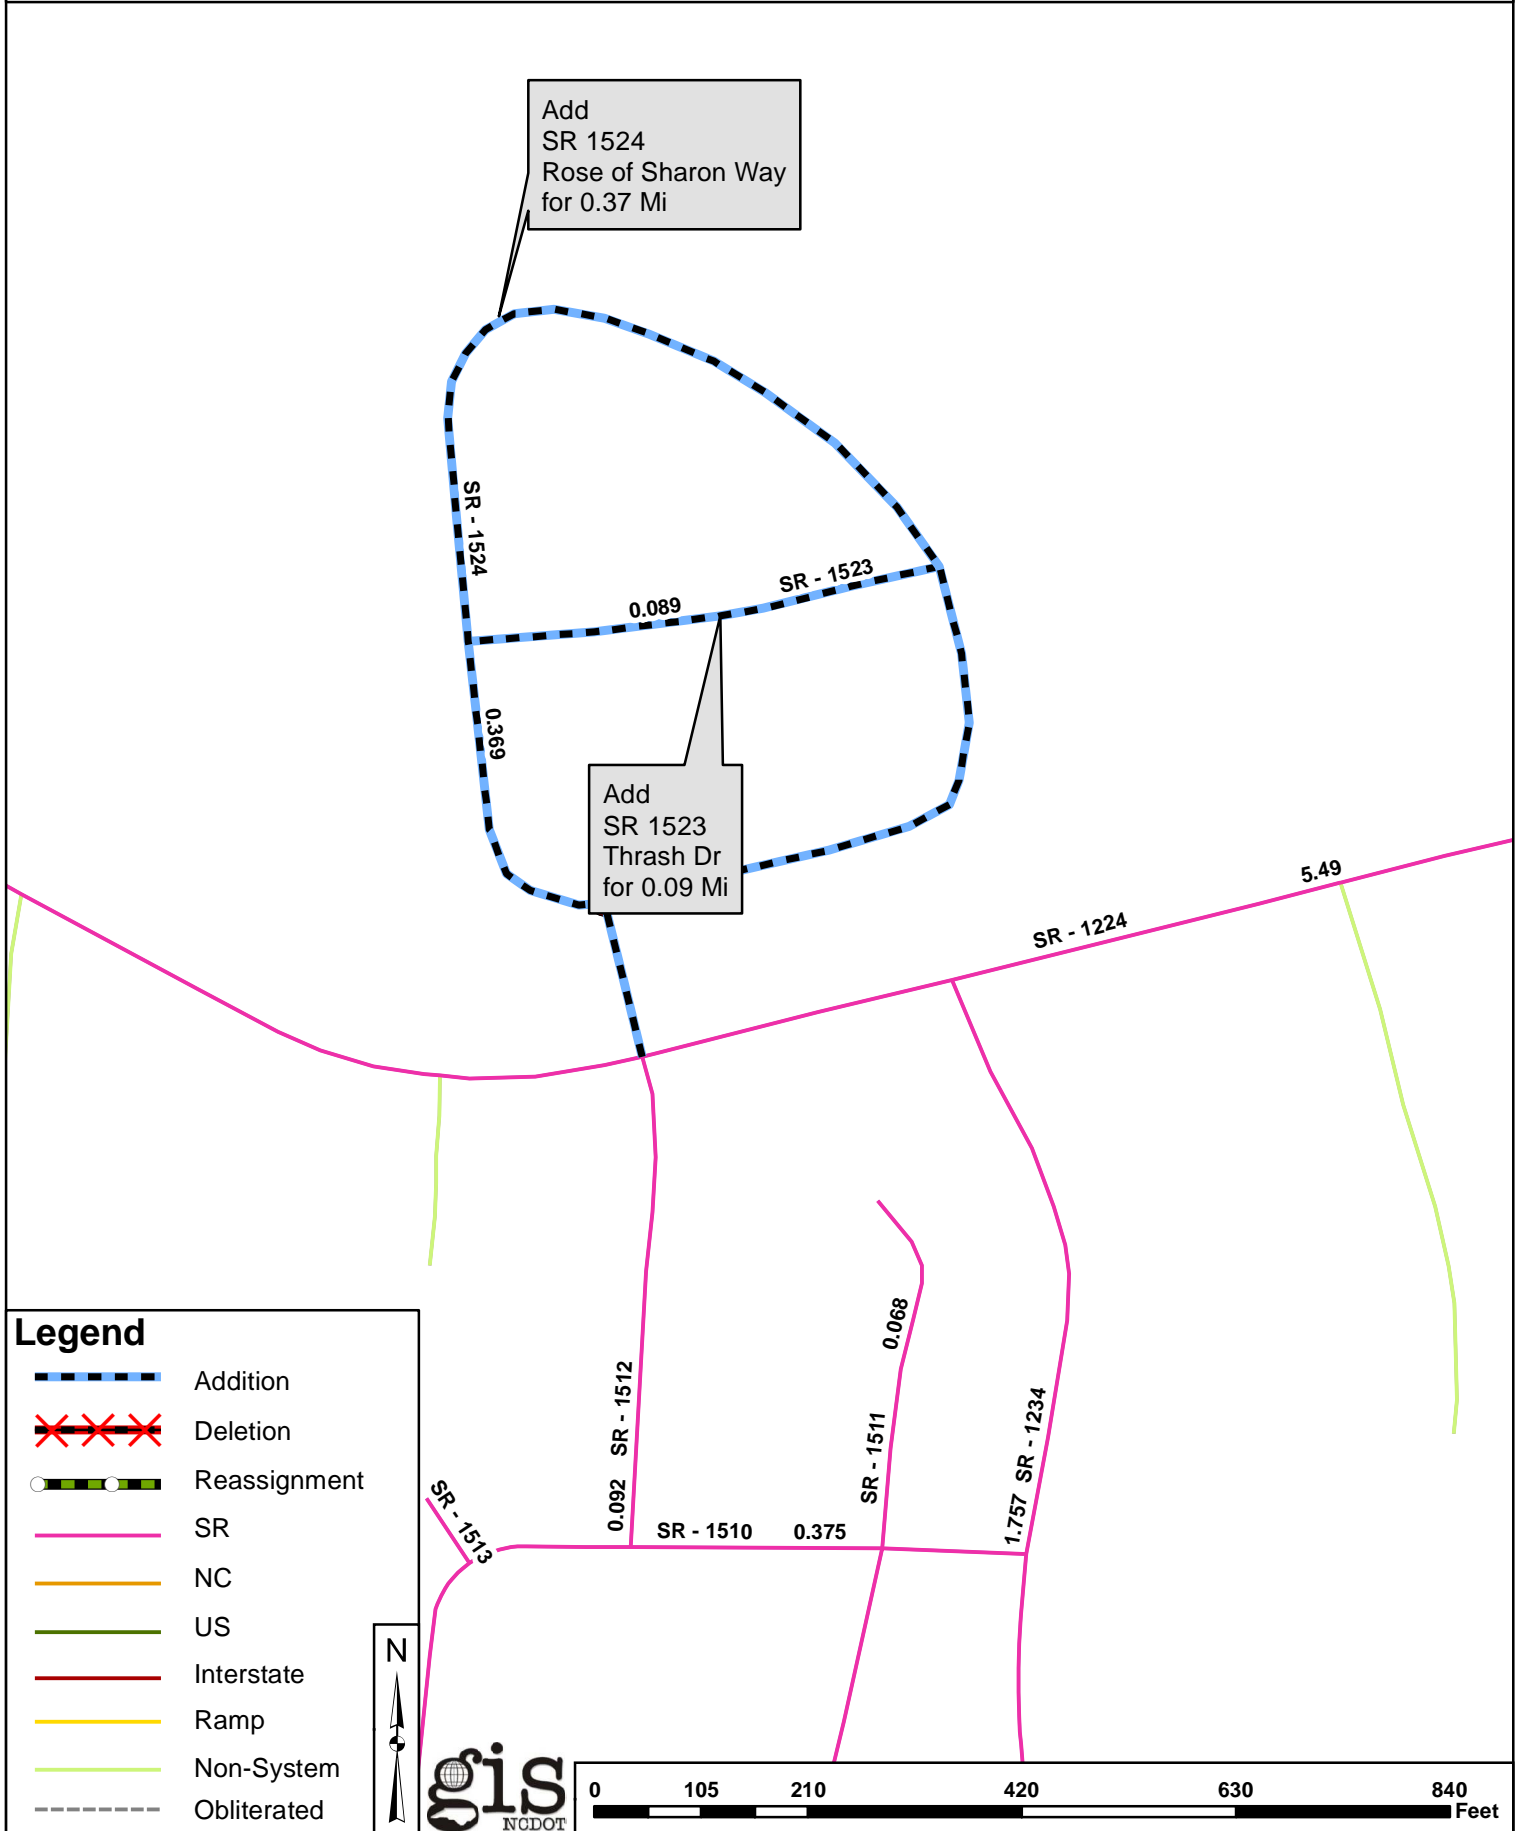 Add
SR 1524
Rose of Sharon Way
for 0.37 Mi
SR - 1524
SR - 1523
0.089
0.369
Add
SR 1523
Thrash Dr
for 0.09 Mi
5.49
SR - 1224
0.068
SR - 1511
SR - 1512
0.092
1.757 SR - 1234
SR - 1510 0.375
SR - 1513
Legend
Addition
Deletion
Reassignment
SR
NC
US
Interstate
Ramp
Non-System
Obliterated
N
gis
NCDOT
0 105 210 420 630 840
Feet